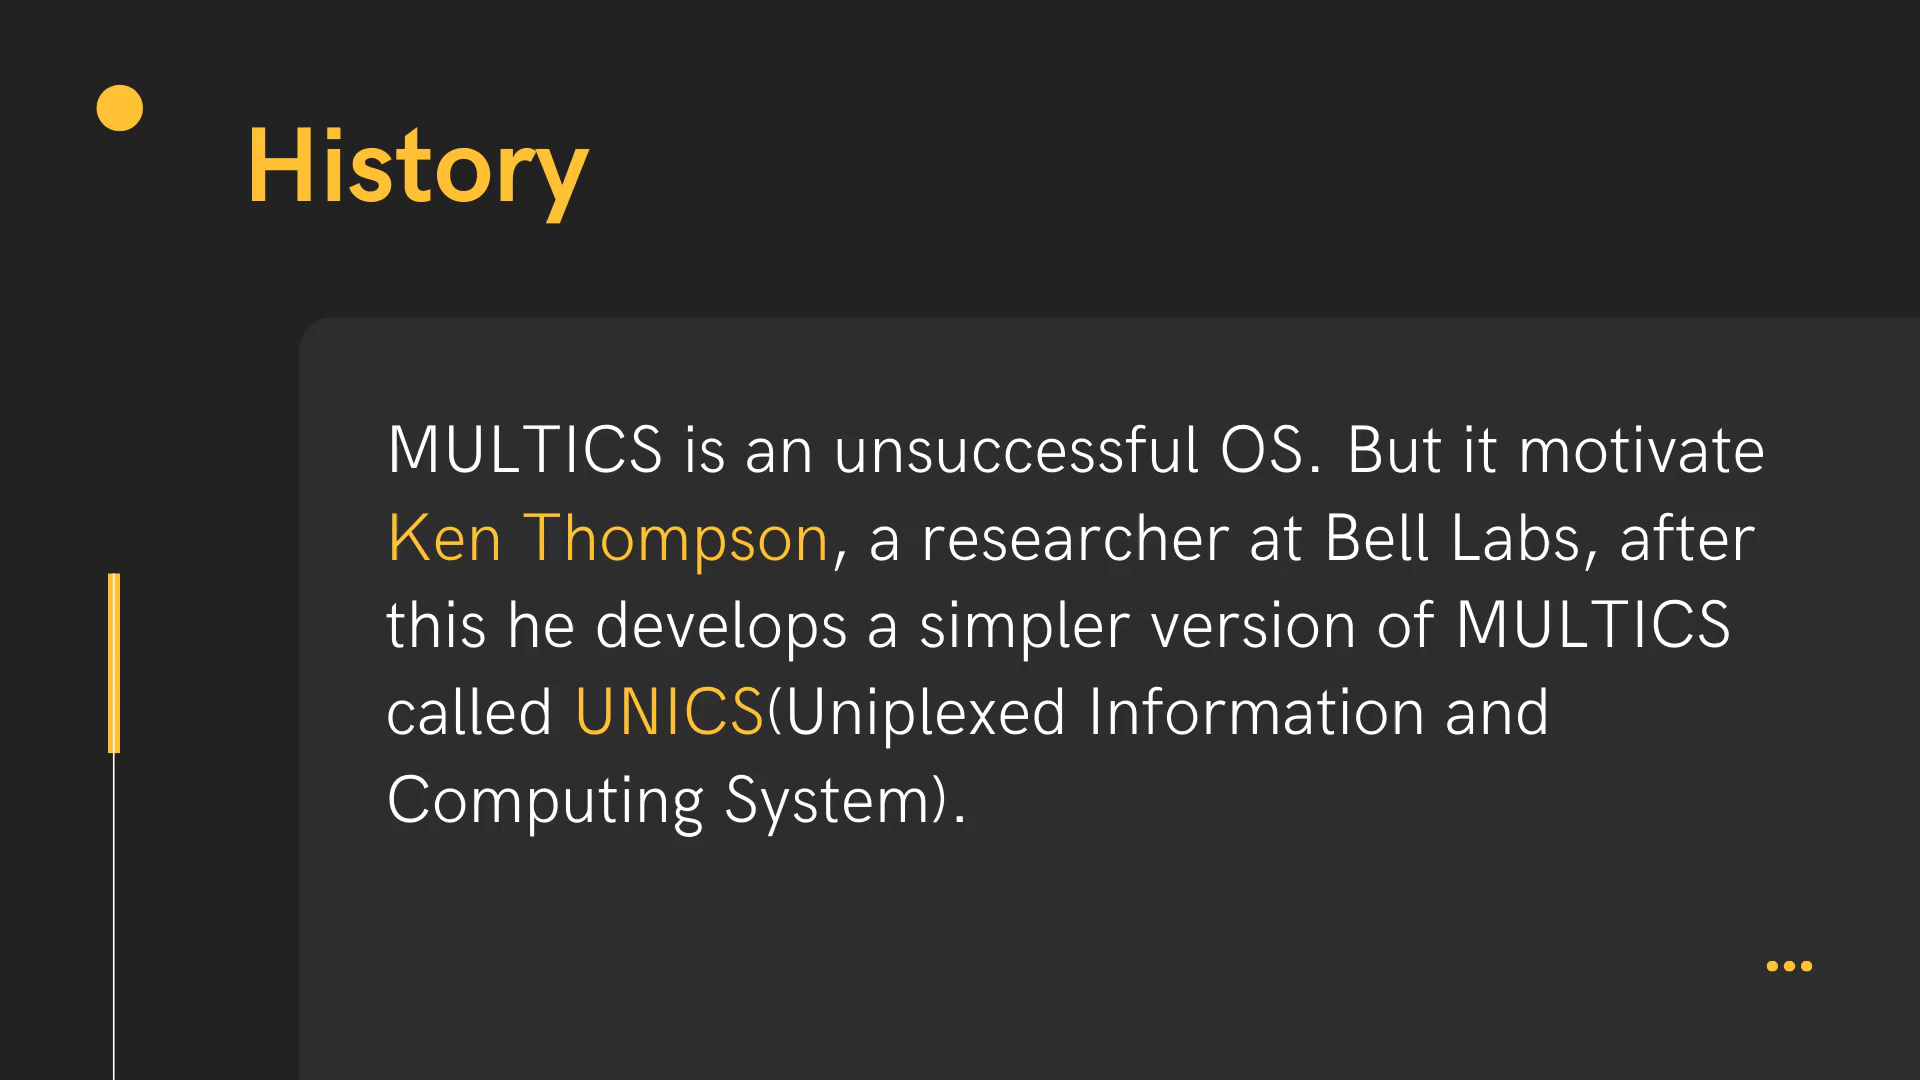 History
MULTICS is an unsuccessful OS. But it motivate
Ken Thompson, a researcher at Bell Labs, after
this he develops a simpler version of MULTICS
called UNICS(Uniplexed Information and
Computing System).